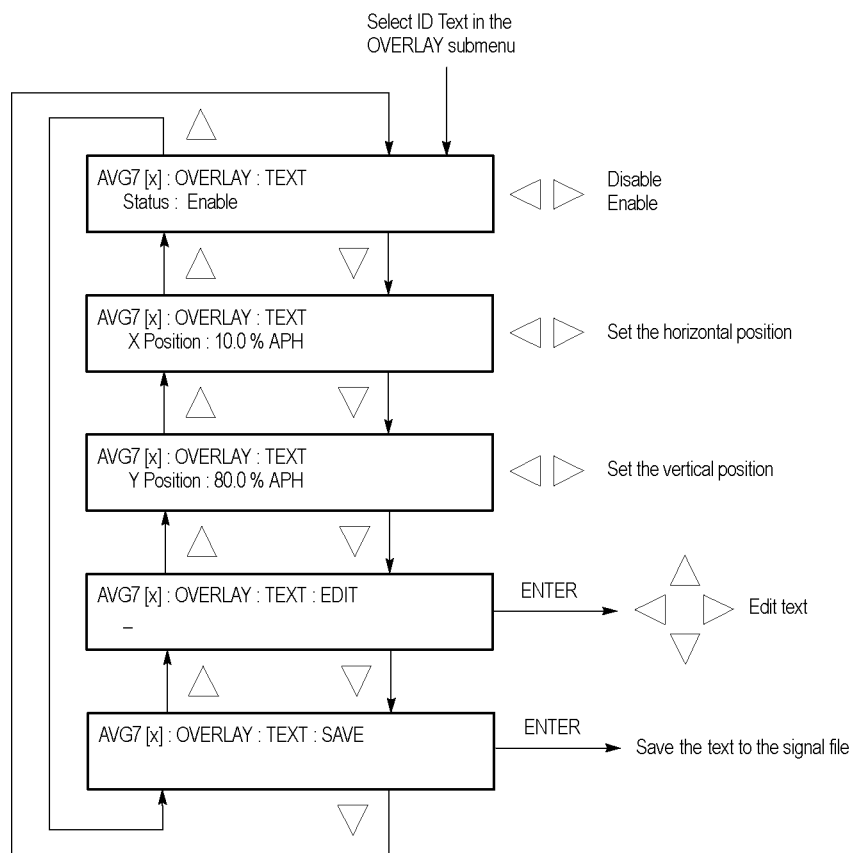 Select ID Text in the
OVERLAY submenu
AVG7 [x] : OVERLAY : TEXT
Status : Enable
Disable
Enable
AVG7 [x] : OVERLAY : TEXT
X Position : 10.0 % APH
Set the horizontal position
AVG7 [x] : OVERLAY : TEXT
Y Position : 80.0 % APH
Set the vertical position
AVG7 [x] : OVERLAY : TEXT : EDIT
_
ENTER
Edit text
AVG7 [x] : OVERLAY : TEXT : SAVE
ENTER
Save the text to the signal file